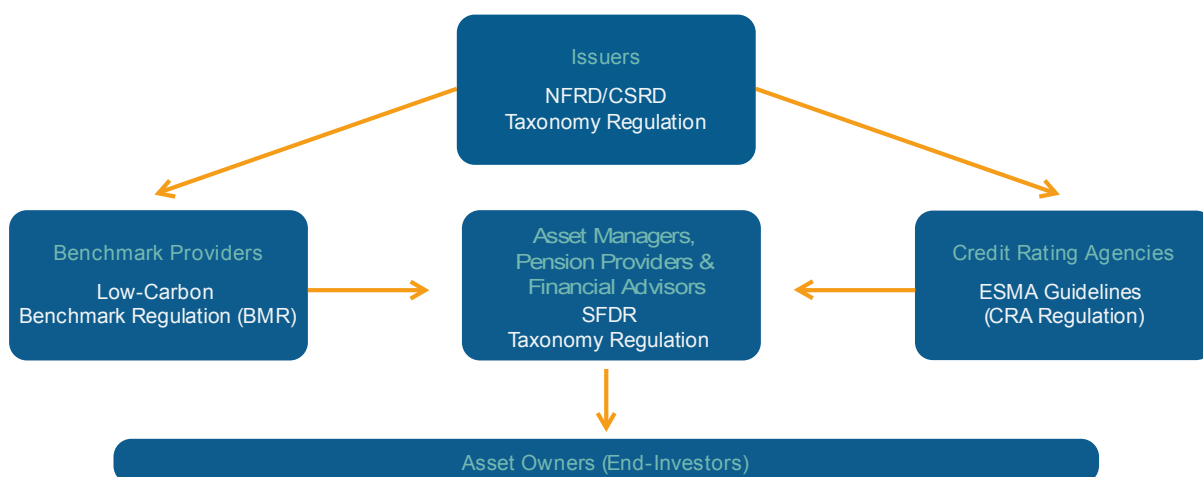 Issuers
NFRD/CSRD
Taxonomy Regulation
Benchmark Providers
Low-Carbon
Benchmark Regulation (BMR)
Asset Managers,
Pension Providers &
Financial Advisors
SFDR
Taxonomy Regulation
Credit Rating Agencies
ESMA Guidelines
(CRA Regulation)
Asset Owners (End-Investors)